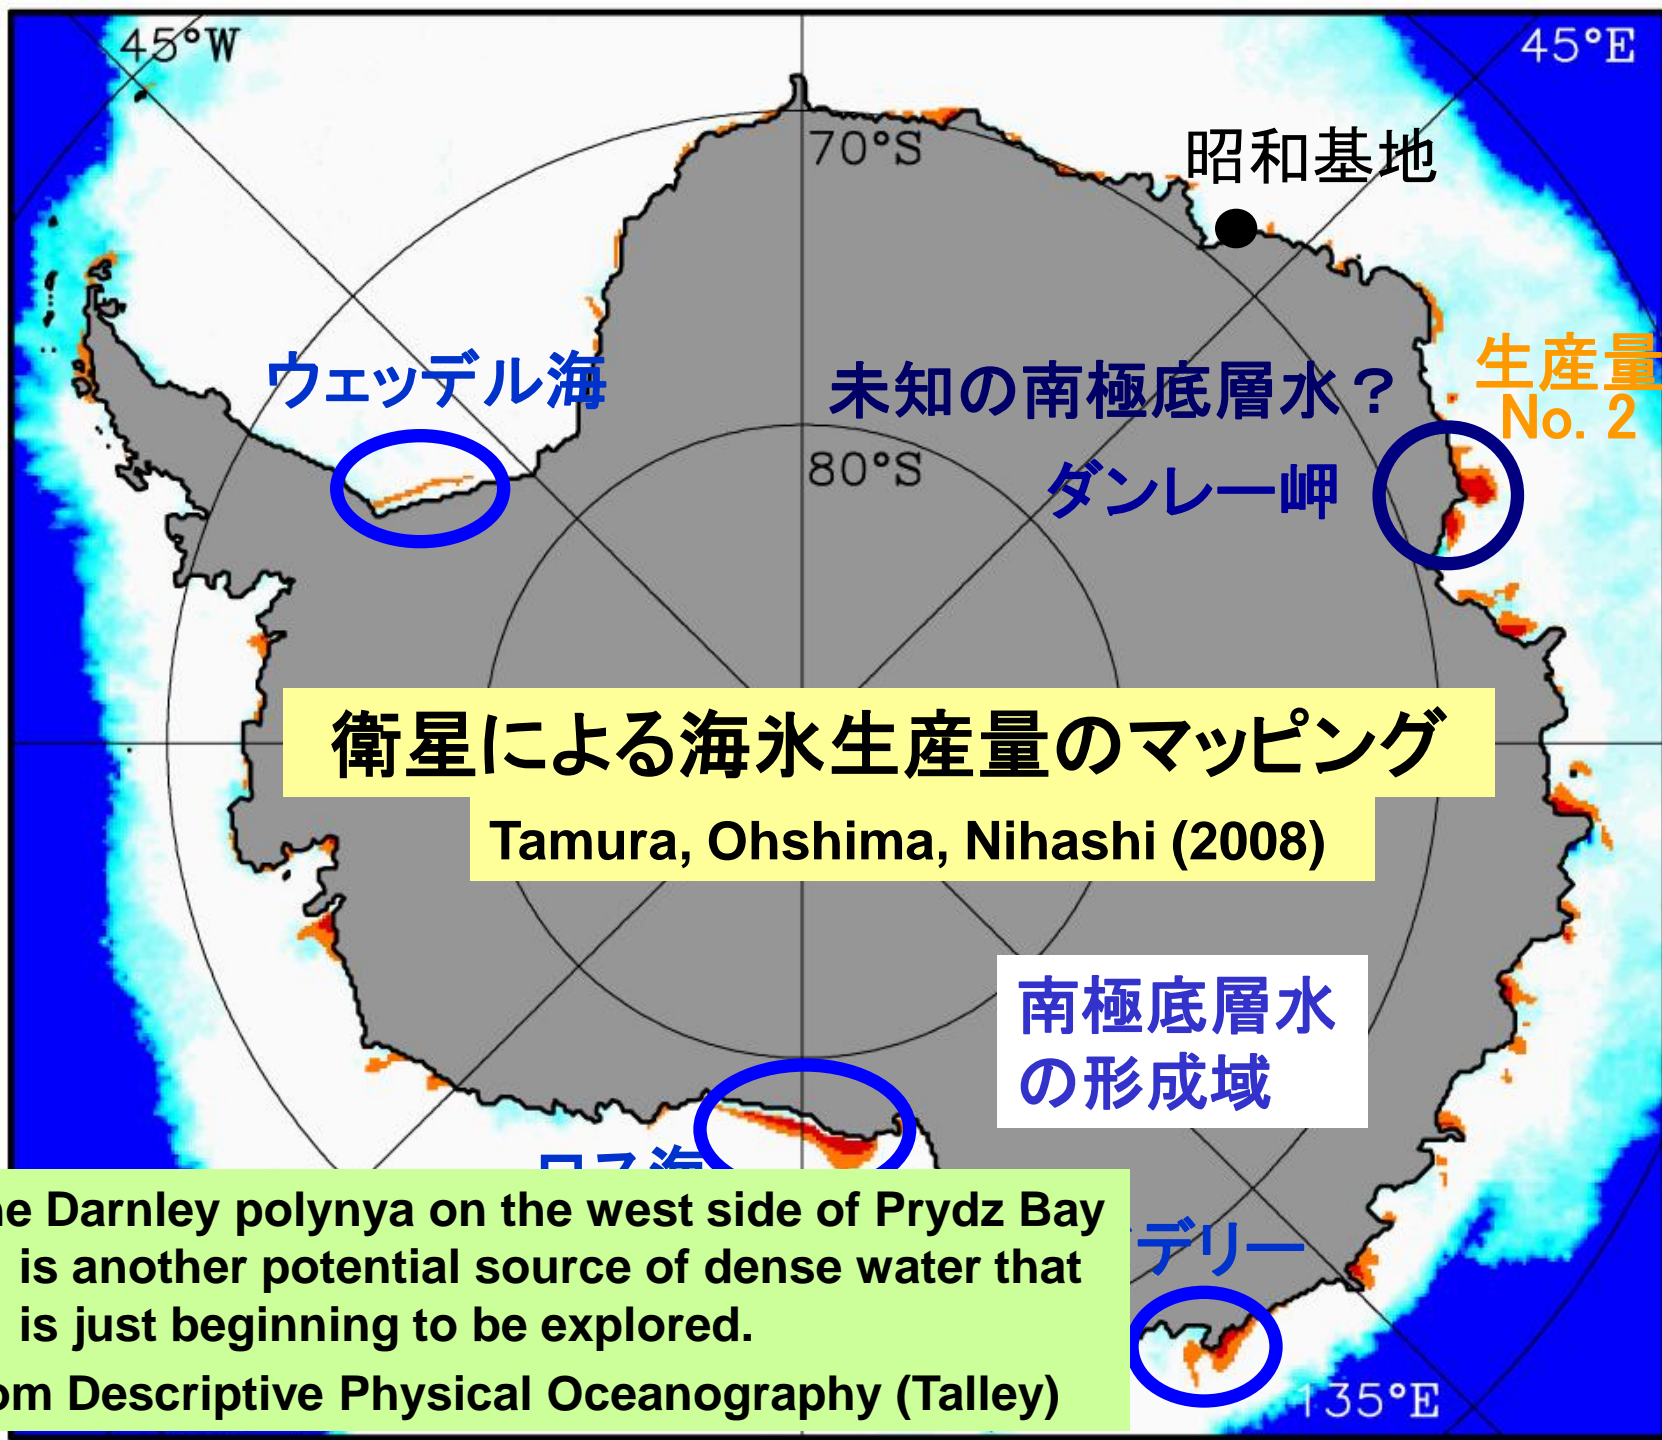 45°W
45°E
70°S
昭和基地
ウェッデル海
未知の南極底層水？
生産量
No. 2
80°S
ダンレー岬
衛星による海氷生産量のマッピング
Tamura, Ohshima, Nihashi (2008)
南極底層水
の形成域
ロス海
Darnley polynya on the west side of Prydz Bay
is another potential source of dense water that
is just beginning to be explored.
デリー
Descriptive Physical Oceanography (Talley)
135°E